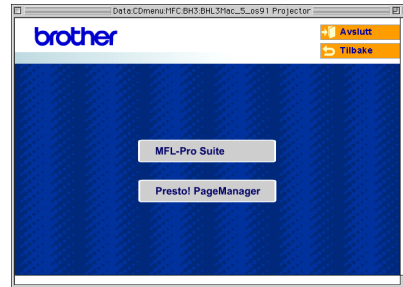 Data:CDmenu:MFC:BH3:BHL3Mac_5_os91 Projector
brother
Avslutt
Tilbake
MFL-Pro Suite
Presto! PageManager